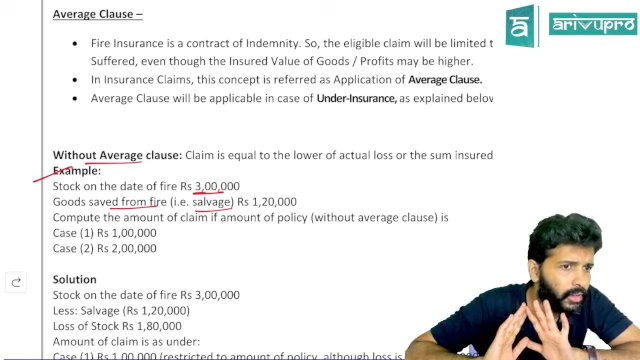 Average Clause –
arivupro
Fire Insurance is a contract of Indemnity. So, the eligible claim will be limited t
Suffered, even though the Insured Value of Goods / Profits may be higher.
In Insurance Claims, this concept is referred as Application of Average Clause.
Average Clause will be applicable in case of Under-Insurance, as explained below
Without Average clause: Claim is equal to the lower of actual loss or the sum insured
Example:
Stock on the date of fire Rs 3,00,000
Goods saved from fire (i.e. salvage) Rs 1,20,000
Compute the amount of claim if amount of policy (without average clause) is
Case (1) Rs 1,00,000
Case (2) Rs 2,00,000
Solution
Stock on the date of fire Rs 3,00,000
Less: Salvage (Rs 1,20,000)
Loss of Stock Rs 1,80,000
Amount of claim is as under:
Case (1) Rs 1,00,000 (restricted to amount of policy, although loss is